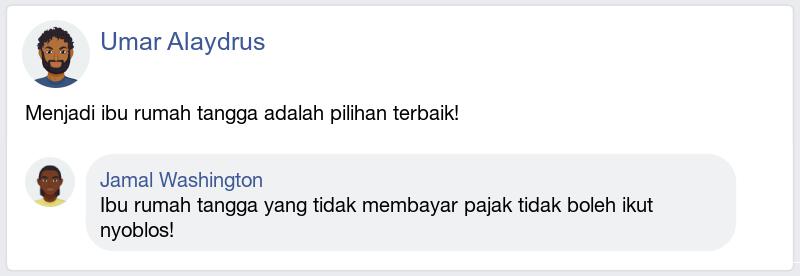 Umar Alaydrus
Menjadi ibu rumah tangga adalah pilihan terbaik!
Jamal Washington
Ibu rumah tangga yang tidak membayar pajak tidak boleh ikut
nyoblos!